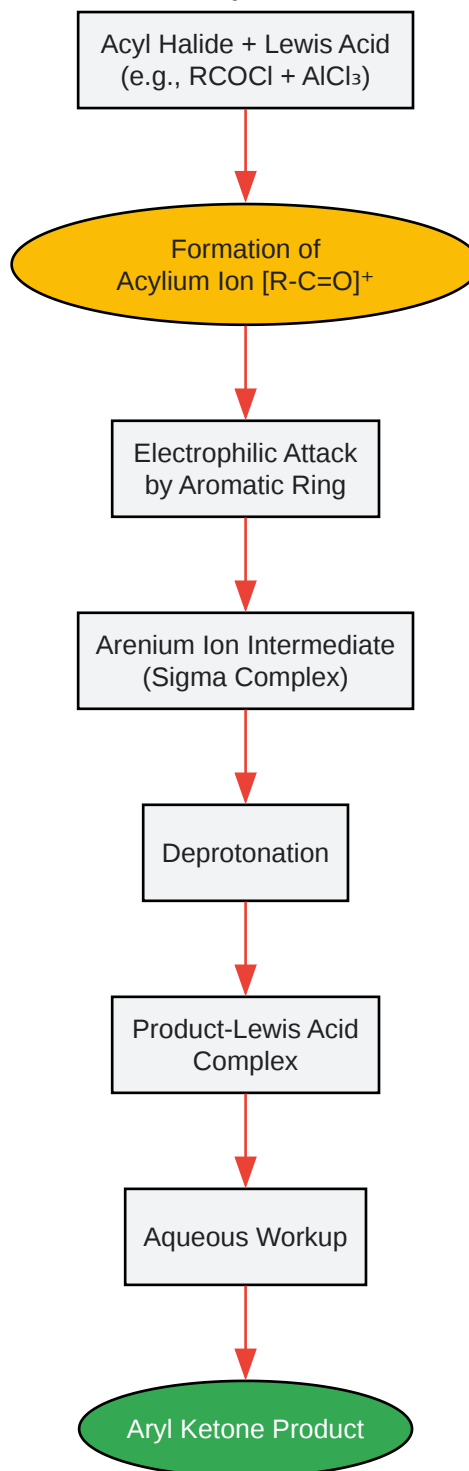 Acyl Halide + Lewis Acid
(e.g., RCOCl + AlCl₃)
Formation of
Acylium Ion [R-C=O]⁺
Electrophilic Attack
by Aromatic Ring
Arenium Ion Intermediate
(Sigma Complex)
Deprotonation
Product-Lewis Acid
Complex
Aqueous Workup
Aryl Ketone Product